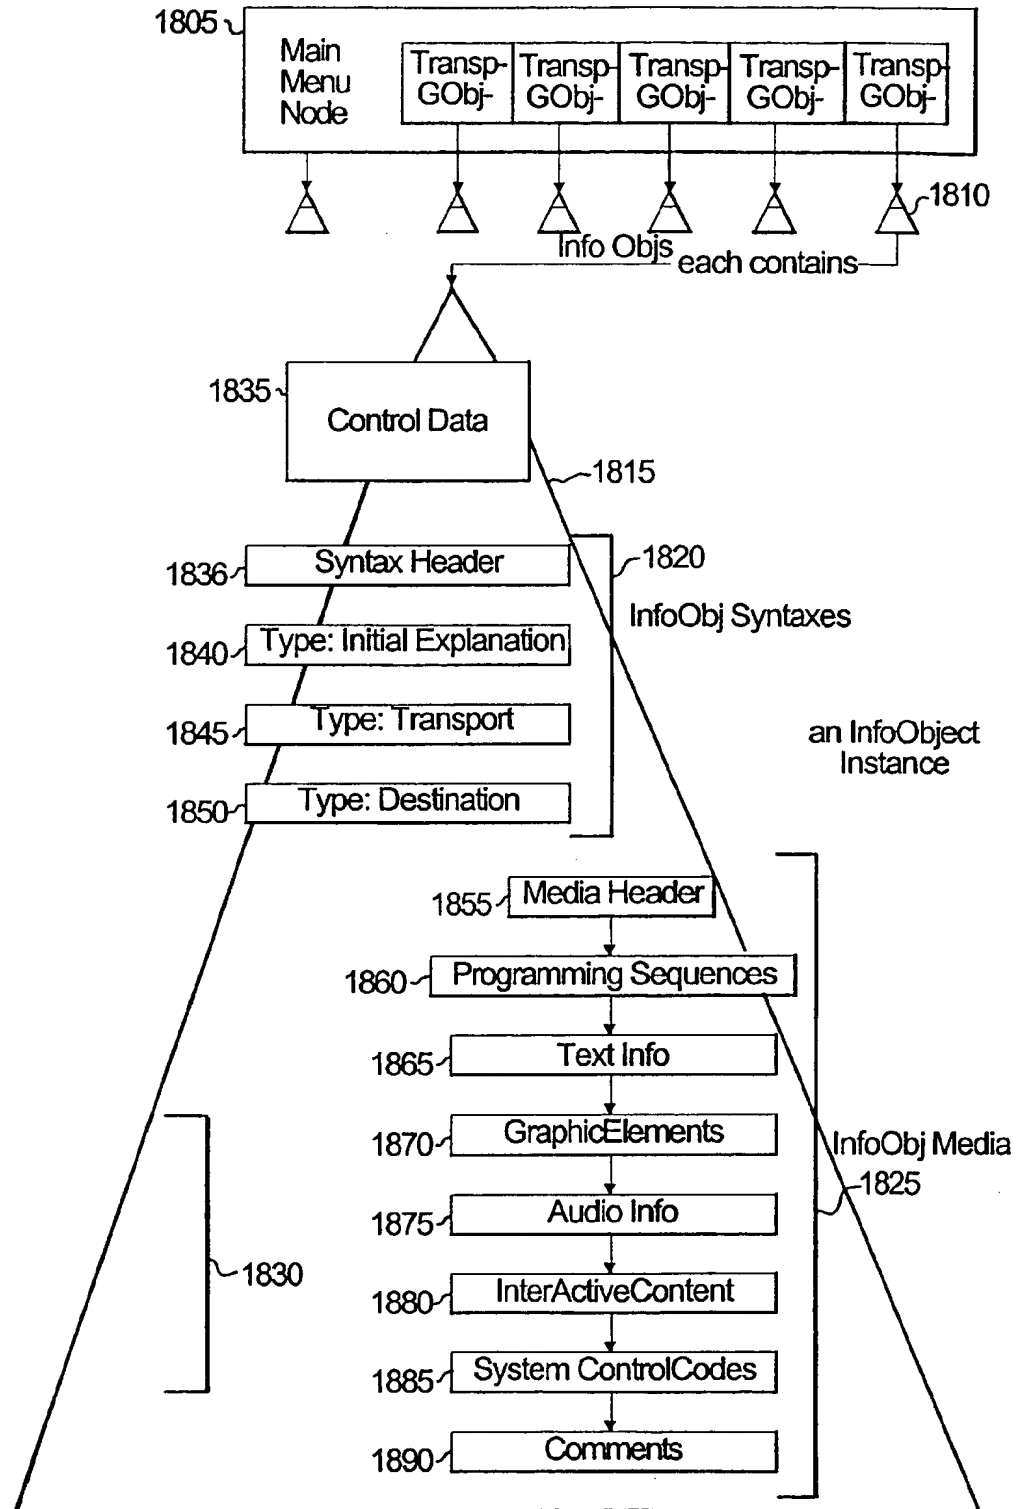 1805
Main
Menu
Node
Transp-
GObj-
Transp-
GObj-
Transp-
GObj-
Transp-
GObj-
Transp-
GObj-
1810
Info Objs
each contains
1835
Control Data
1815
1836
Syntax Header
1820
InfoObj Syntaxes
1840
Type: Initial Explanation
1845
Type: Transport
an InfoObject
Instance
1850
Type: Destination
1855
Media Header
1860
Programming Sequences
1865
Text Info
1870
GraphicElements
InfoObj Media
1825
1875
Audio Info
1830
1880
InterActiveContent
1885
System ControlCodes
1890
Comments